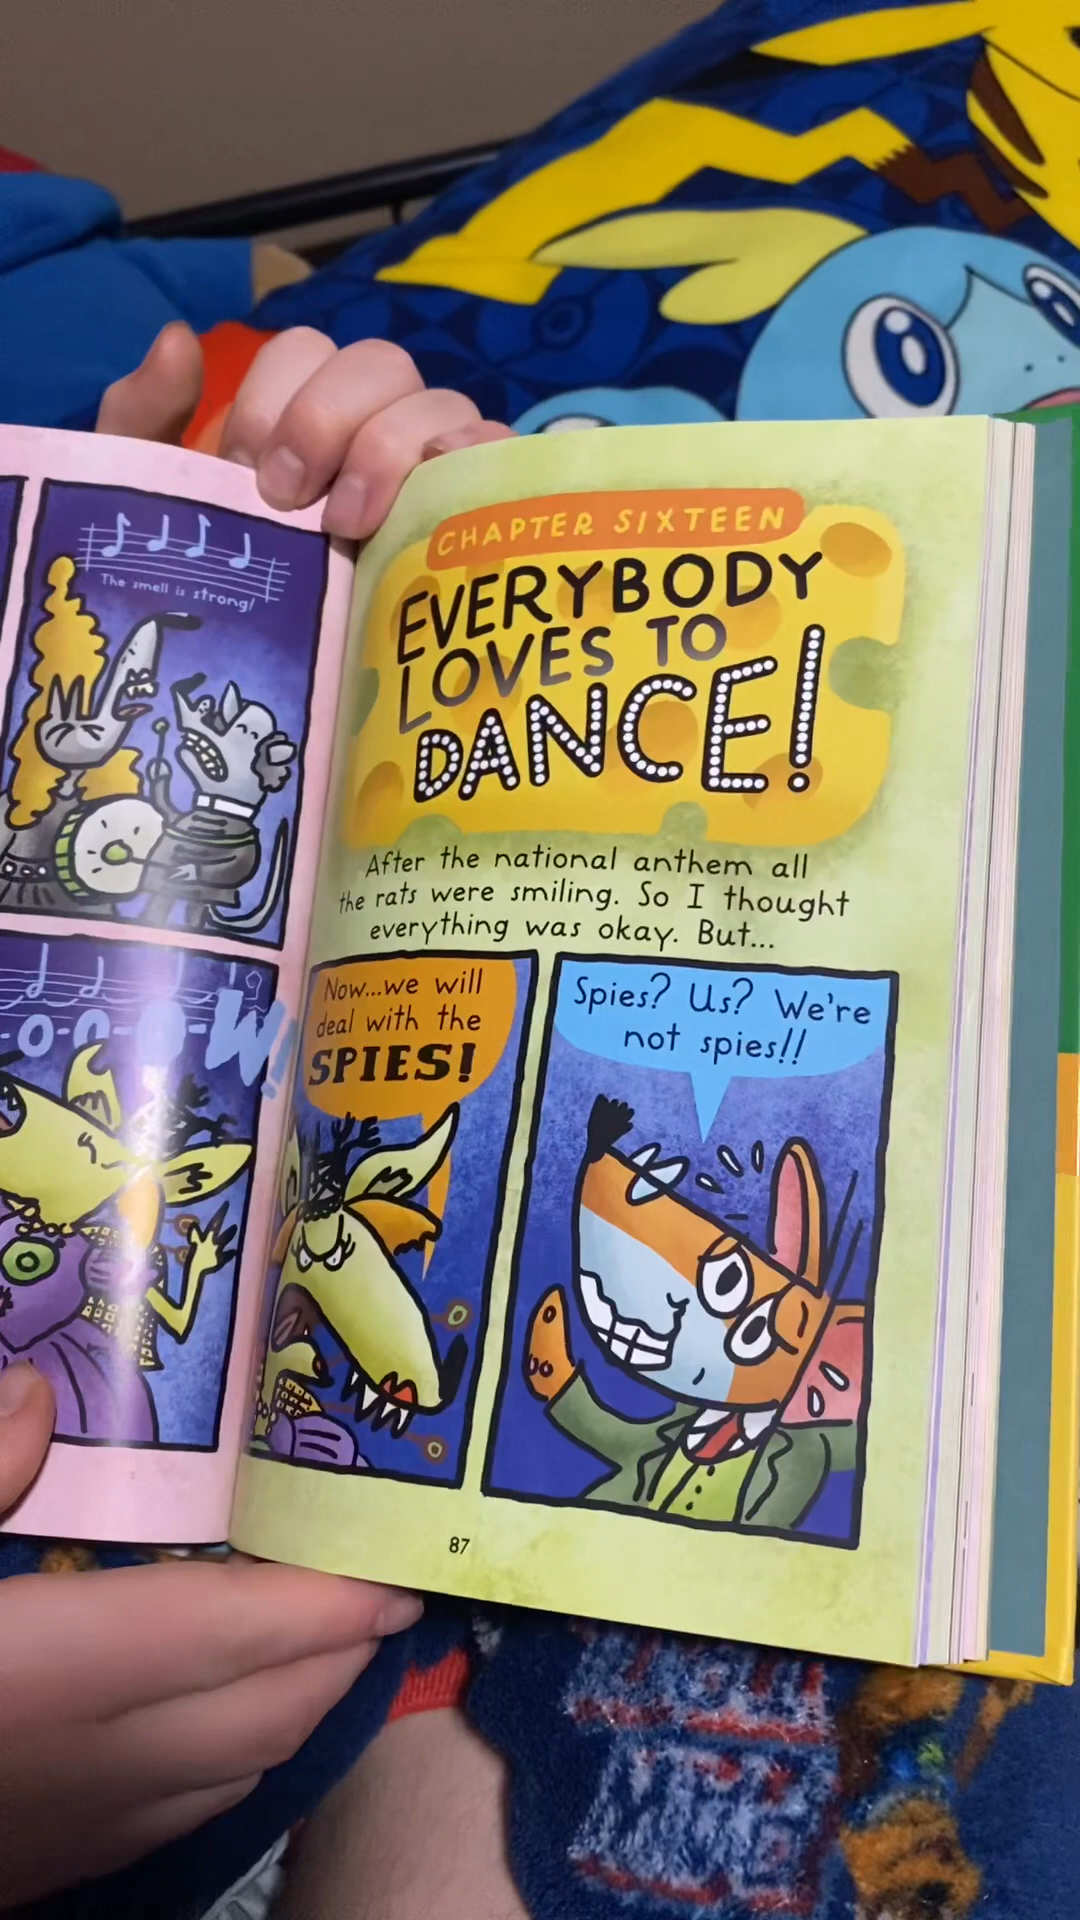 The smell is strong!
-O-O-O-W!
CHAPTER SIXTEEN
EVERYBODY
LOVES TO
DANCE!
After the national anthem all
the rats were smiling. So I thought
everything was okay. But...
Now...we will
deal with the
SPIES!
Spies? Us? We're
not spies!!
87